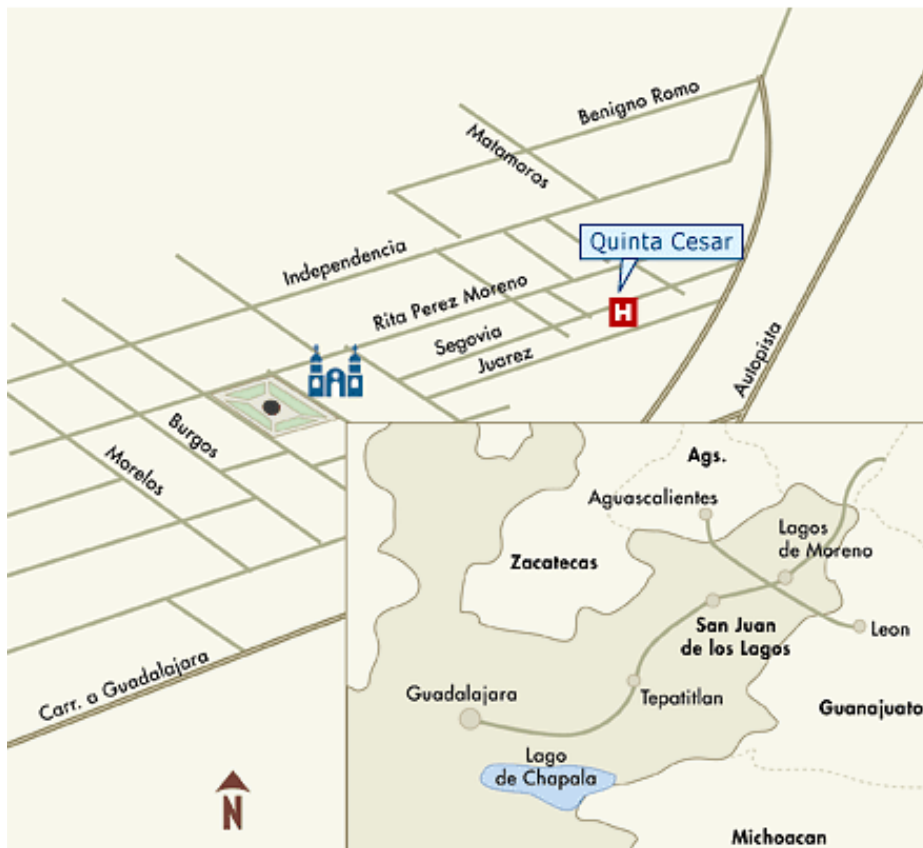 Benigno Romo
Matamoros
Quinta Cesar
Independencia
Rita Perez Moreno
Segovia
H
Juarez
Autopista
Burgos
Morelos
Carr. a Guadalajara
N
Ags.
Aguascalientes
Lagos
de Moreno
Zacatecas
San Juan
de los Lagos
Leon
Guadalajara
Tepatitlan
Guanajuato
Lago
de Chapala
Michoacan